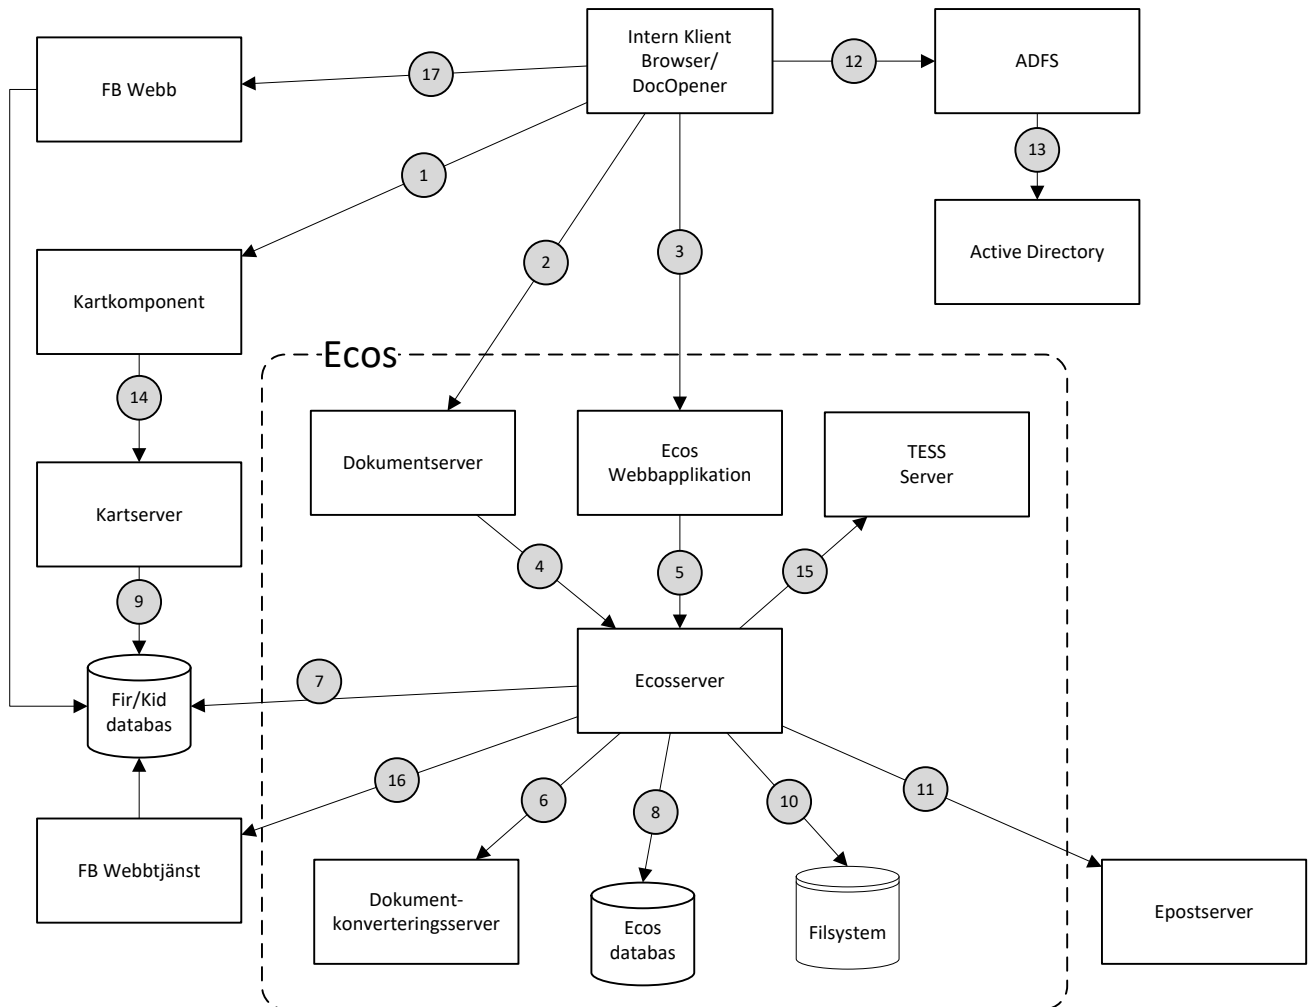 Intern Klient
Browser/
DocOpener
FB Webb
17
12
ADFS
13
1
Active Directory
2
3
Kartkomponent
Ecos
14
Dokumentserver
Ecos
Webbapplikation
TESS
Server
Kartserver
4
5
15
9
Ecosserver
7
Fir/Kid
databas
16
6
8
10
11
FB Webbtjänst
Dokument-
konverteringsserver
Ecos
databas
Filsystem
Epostserver